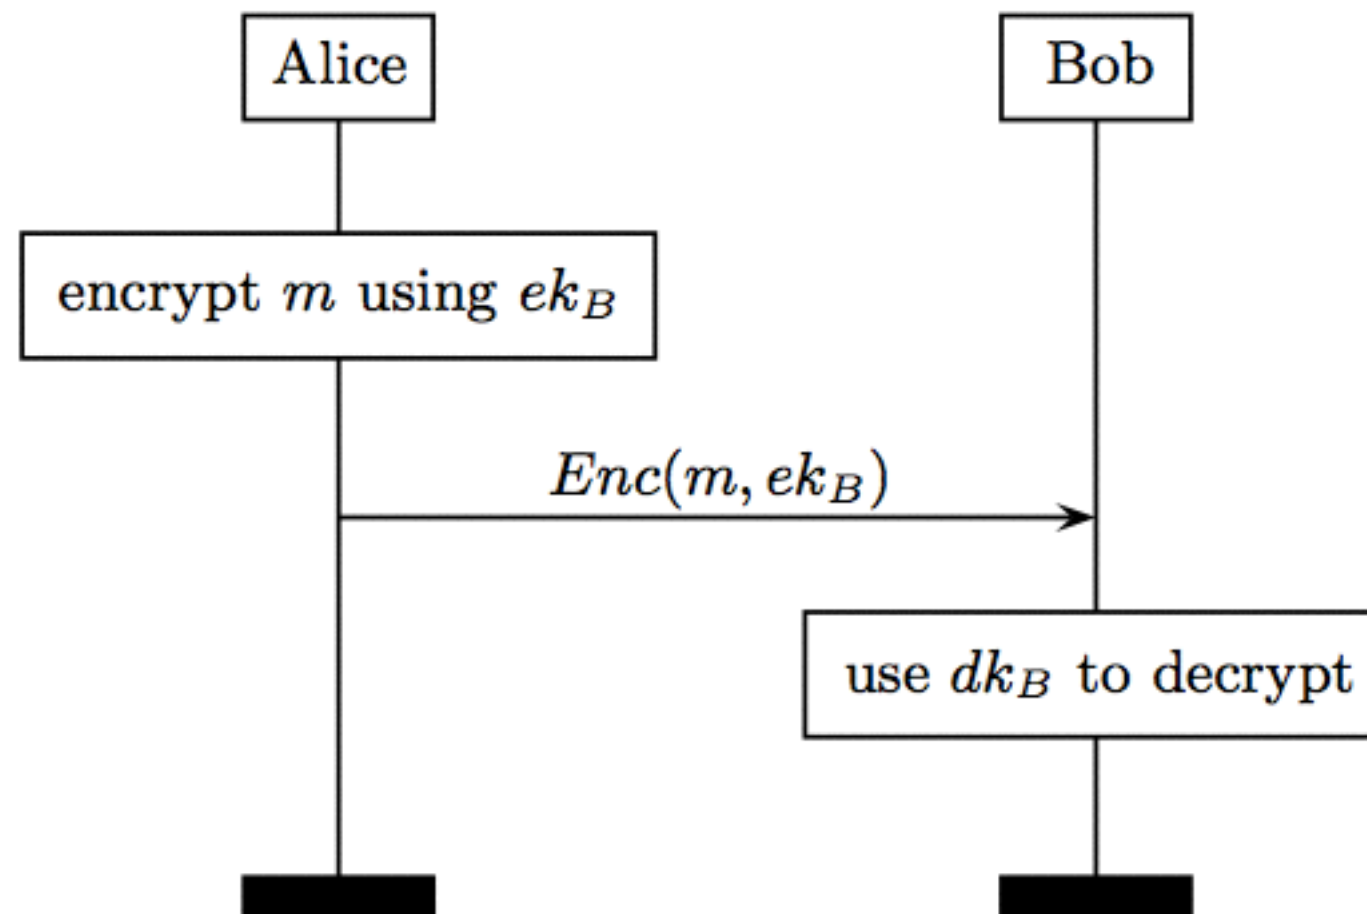 Alice
Bob
encrypt m using ek_B
Enc(m, ek_B)
use dk_B to decrypt